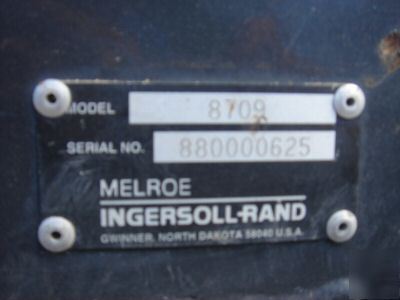 MODEL 8709
SERIAL NO. 880000625
MELROE
INGERSOLL-RAND
GWINNER, NORTH DAKOTA 58040 U.S.A.